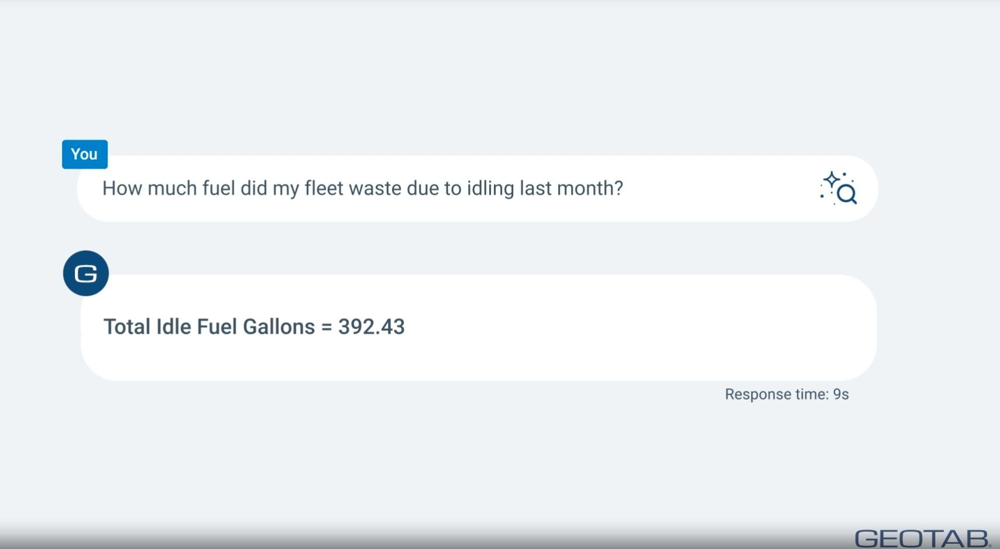 You
How much fuel did my fleet waste due to idling last month?
G
Total Idle Fuel Gallons = 392.43
Response time: 9s
GEOTAB®